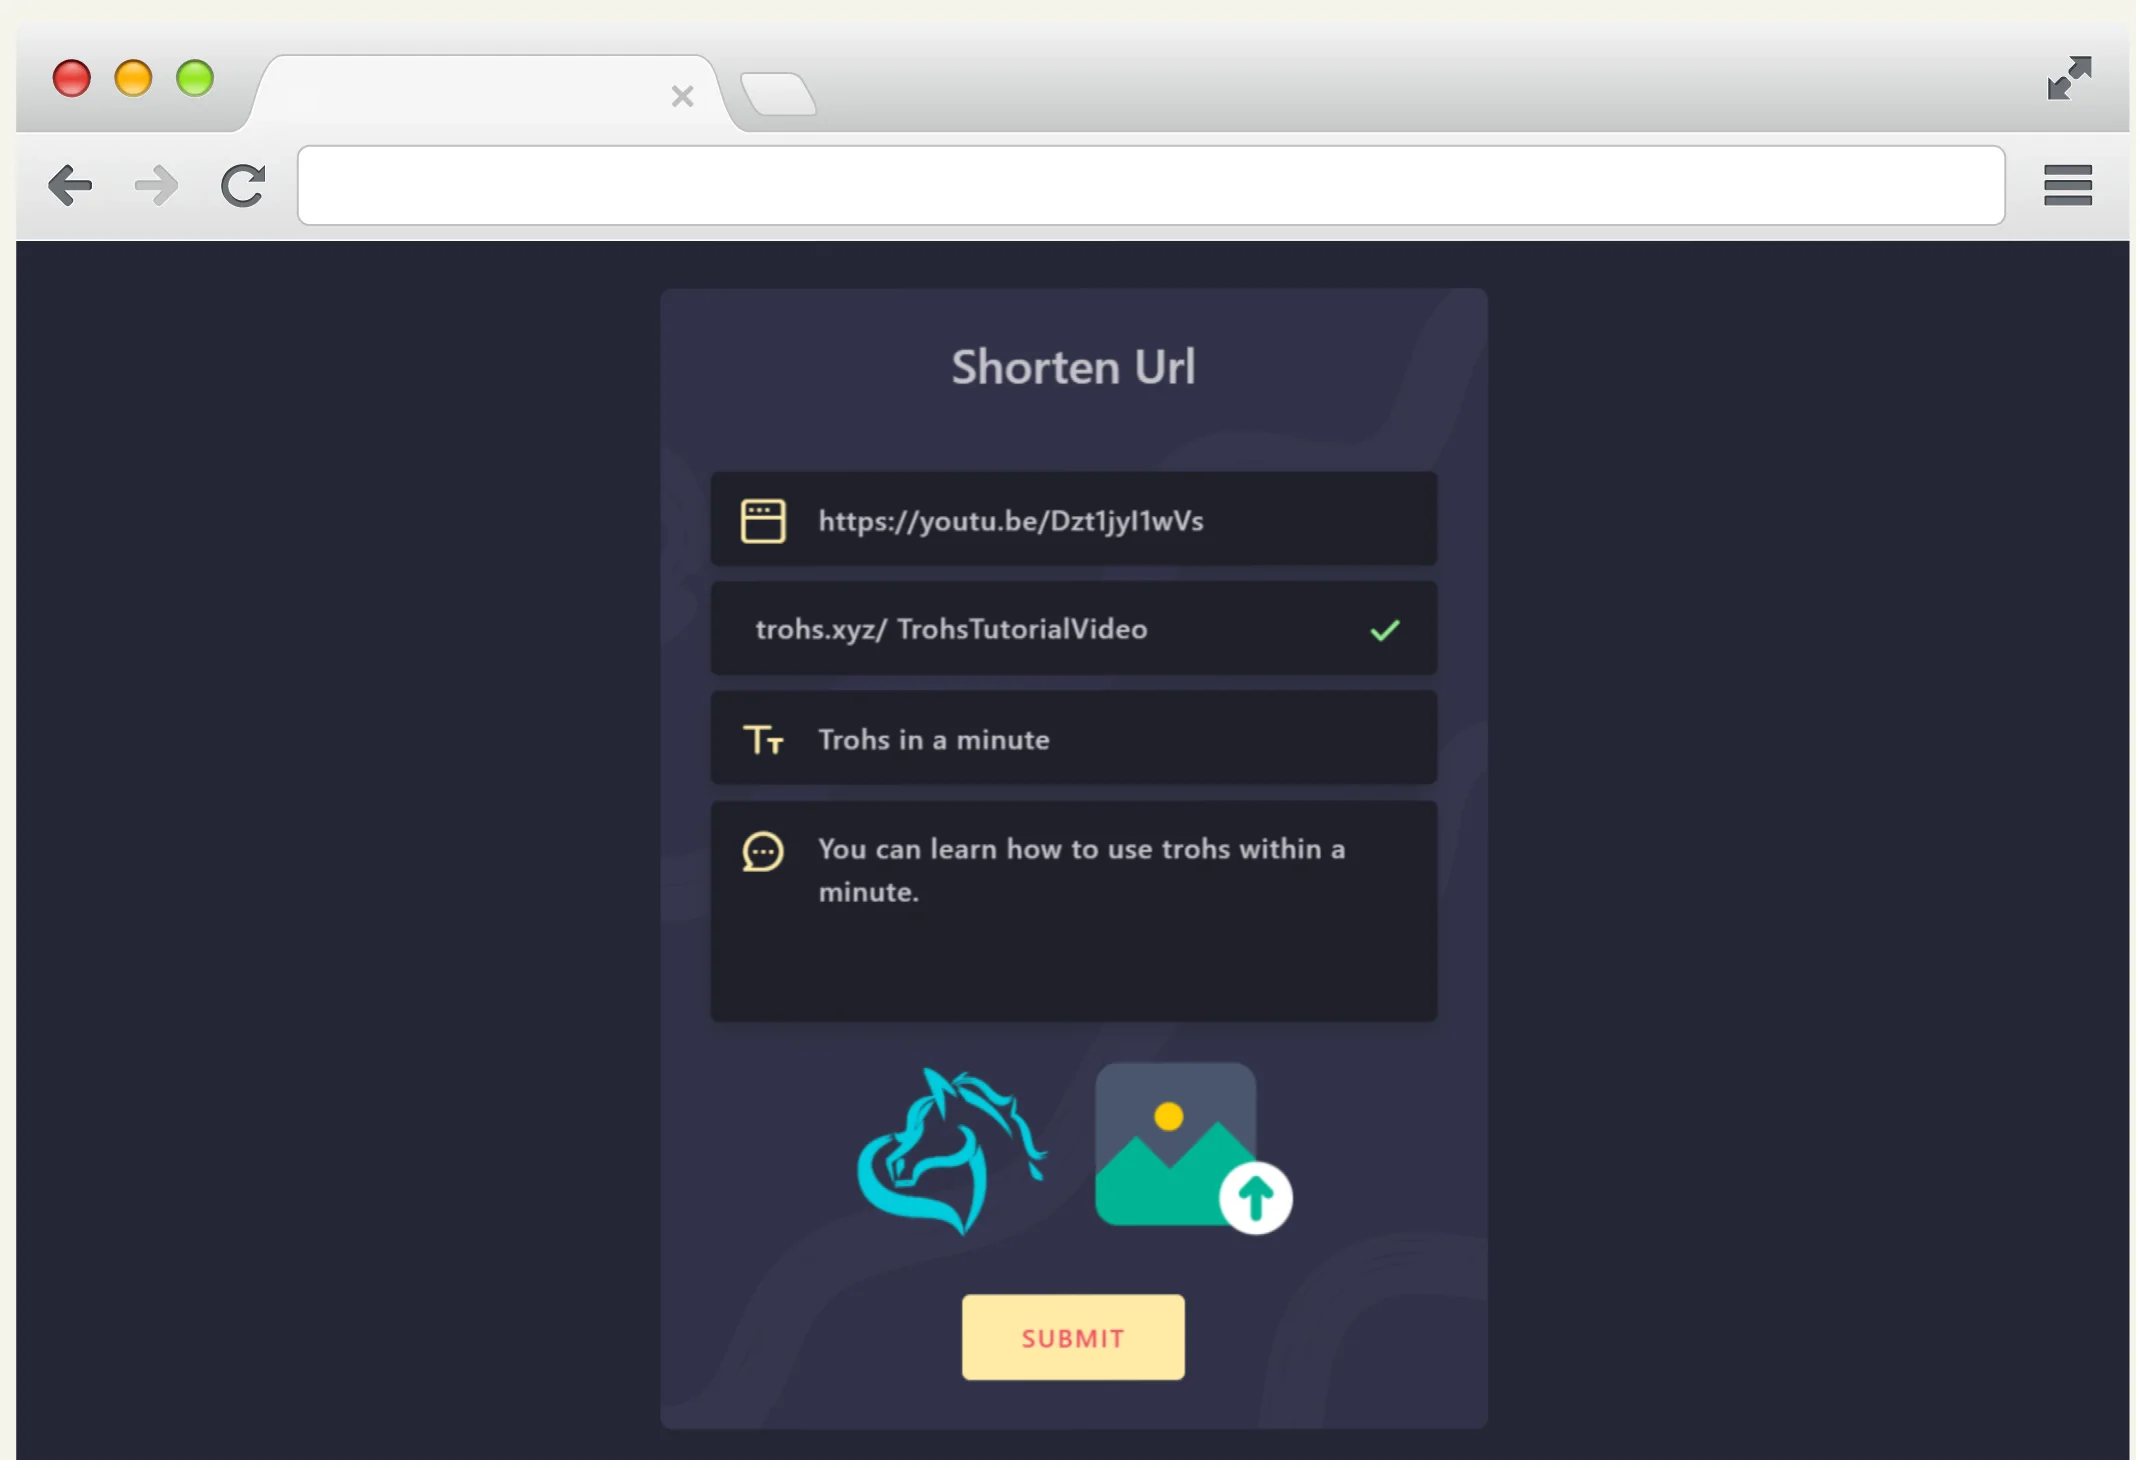 Shorten Url
https://youtu.be/Dzt1jyI1wVs
trohs.xyz/ TrohsTutorialVideo
Trohs in a minute
You can learn how to use trohs within a
minute.
SUBMIT